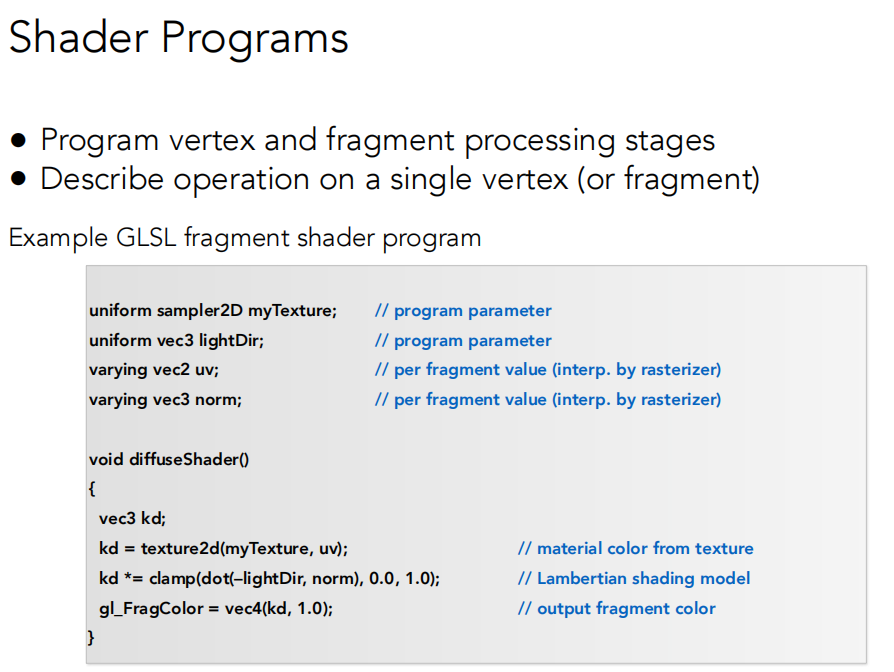 Shader Programs
● Program vertex and fragment processing stages
● Describe operation on a single vertex (or fragment)
Example GLSL fragment shader program
uniform sampler2D myTexture; // program parameter
uniform vec3 lightDir; // program parameter
varying vec2 uv; // per fragment value (interp. by rasterizer)
varying vec3 norm; // per fragment value (interp. by rasterizer)
void diffuseShader()
{
vec3 kd;
kd = texture2d(myTexture, uv); // material color from texture
kd *= clamp(dot(–lightDir, norm), 0.0, 1.0); // Lambertian shading model
gl_FragColor = vec4(kd, 1.0); // output fragment color
}